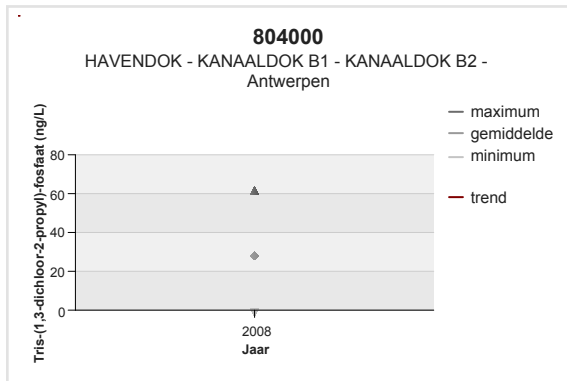 804000
HAVENDOK - KANAALDOK B1 - KANAALDOK B2 -
Antwerpen
maximum
gemiddelde
minimum
trend
Tris-(1,3-dichloor-2-propyl)-fosfaat (ng/L)
80
60
40
20
0
2008
Jaar